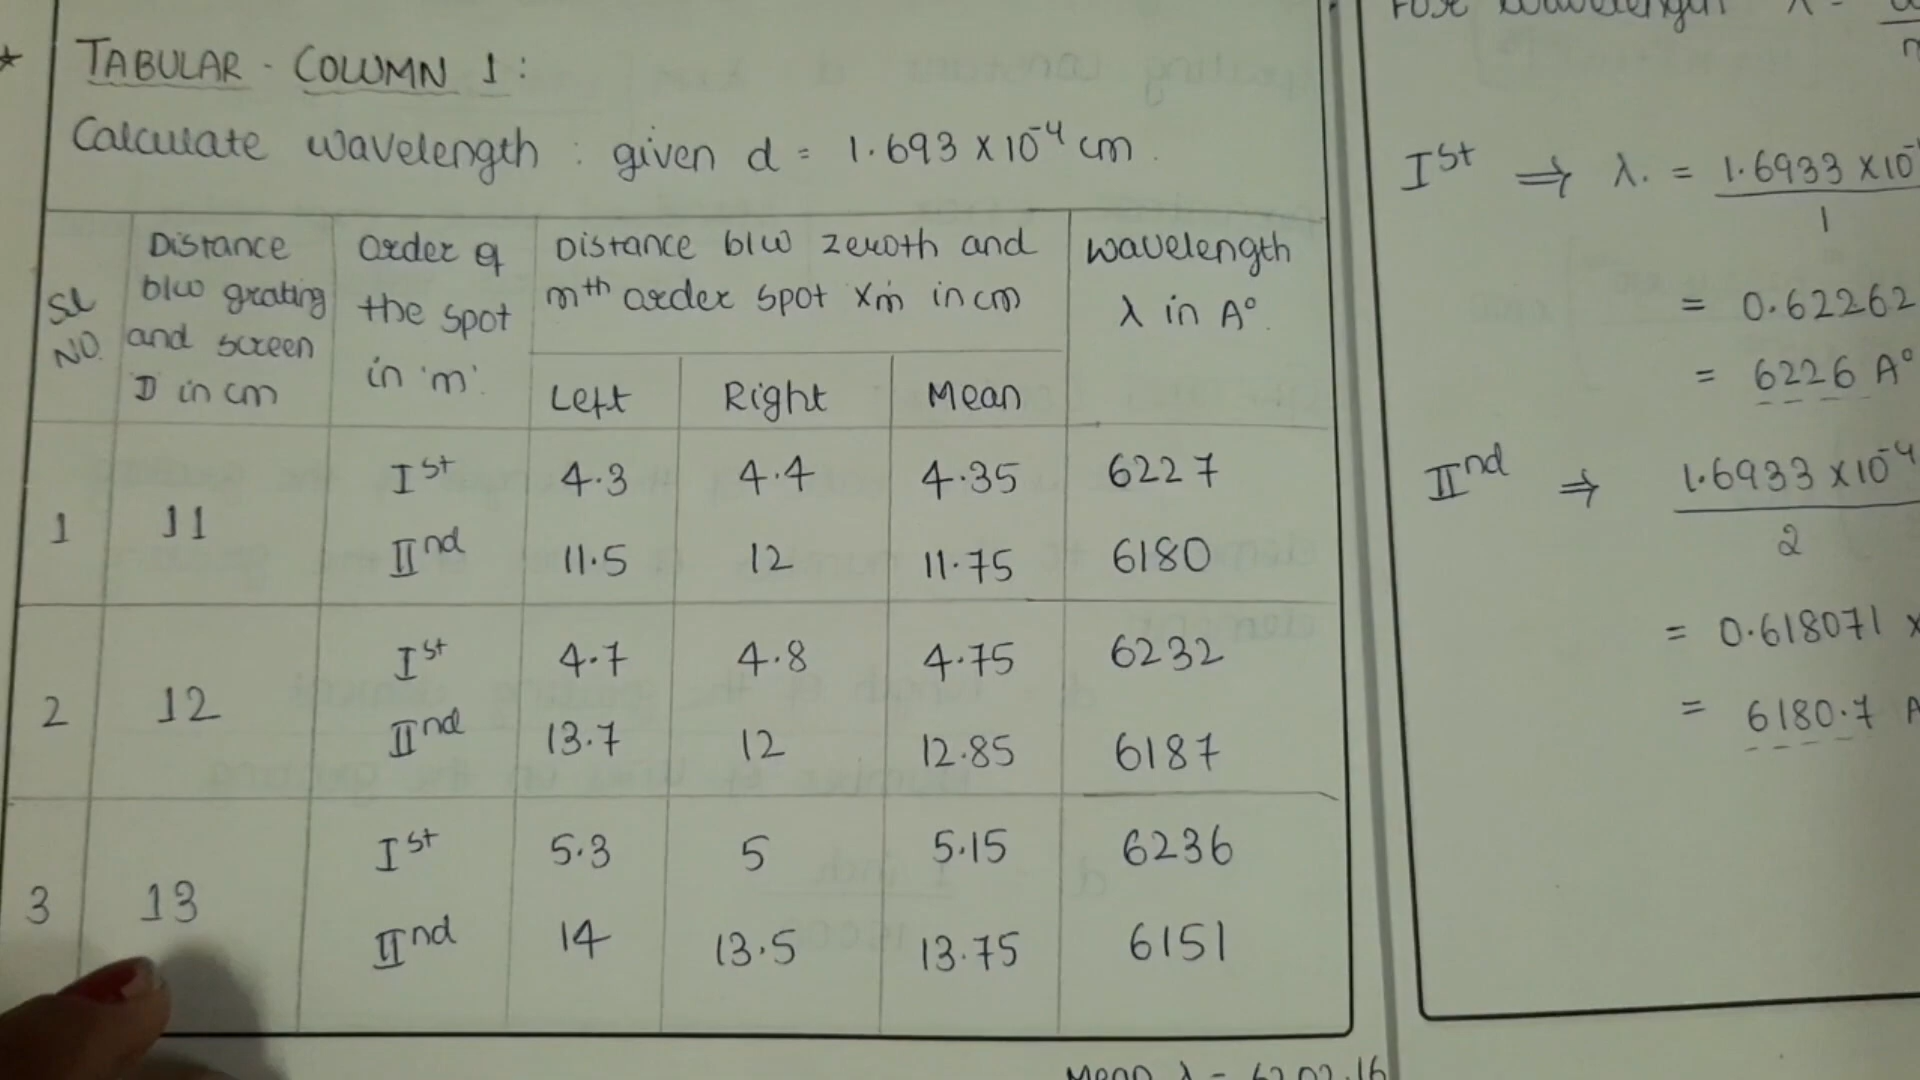 * TABULAR - COLUMN 1:
Calculate wavelength : given d = 1.693 x 10⁻⁴ cm.
Sl NO.
Distance b/w grating and screen D in cm
Order of the spot in 'm'.
Distance b/w zeroth and mᵗʰ order spot Xm in cm
Left Right Mean
wavelength λ in A°.
1 11 Iˢᵗ 4.3 4.4 4.35 6227
IIⁿᵈ 11.5 12 11.75 6180
2 12 Iˢᵗ 4.7 4.8 4.75 6232
IIⁿᵈ 13.7 12 12.85 6187
3 13 Iˢᵗ 5.3 5 5.15 6236
IIⁿᵈ 14 13.5 13.75 6151
Mean λ = 6202.16
wavelength λ =
Iˢᵗ ⇒ λ. = 1.6933 x 10⁻
1
= 0.62262
= 6226 A°
IIⁿᵈ ⇒ 1.6933 x 10⁻⁴
2
= 0.618071 x
= 6180.7 A